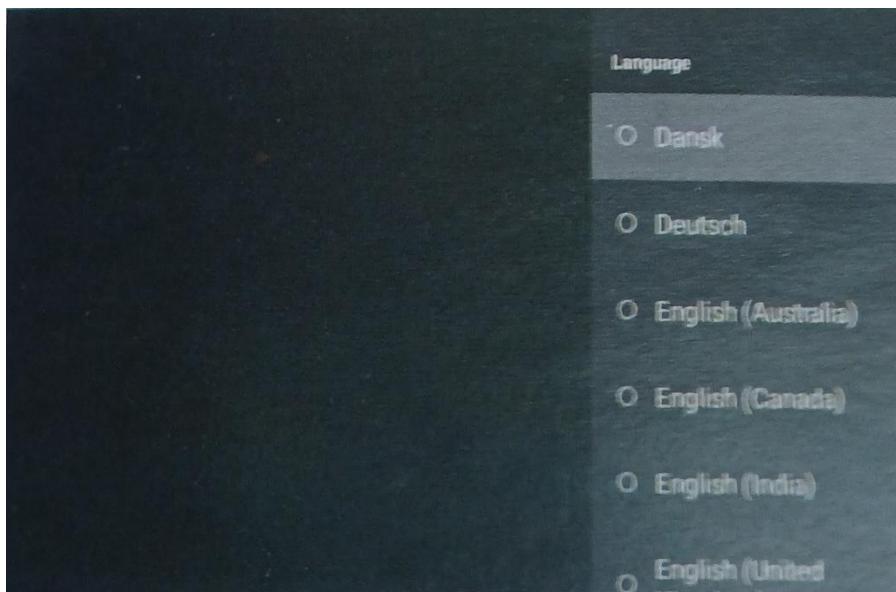 Language
Dansk
Deutsch
English (Australia)
English (Canada)
English (India)
English (United